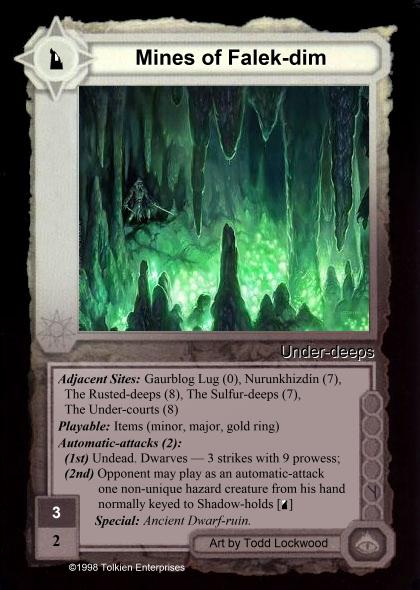 Mines of Falek-dim
Under-deeps
Adjacent Sites: Gaurblog Lug (0), Nurunkhizdín (7),
The Rusted-deeps (8), The Sulfur-deeps (7),
The Under-courts (8)
Playable: Items (minor, major, gold ring)
Automatic-attacks (2):
(1st) Undead. Dwarves — 3 strikes with 9 prowess;
(2nd) Opponent may play as an automatic-attack
one non-unique hazard creature from his hand
normally keyed to Shadow-holds [ ]
Special: Ancient Dwarf-ruin.
3
2
Art by Todd Lockwood
©1998 Tolkien Enterprises